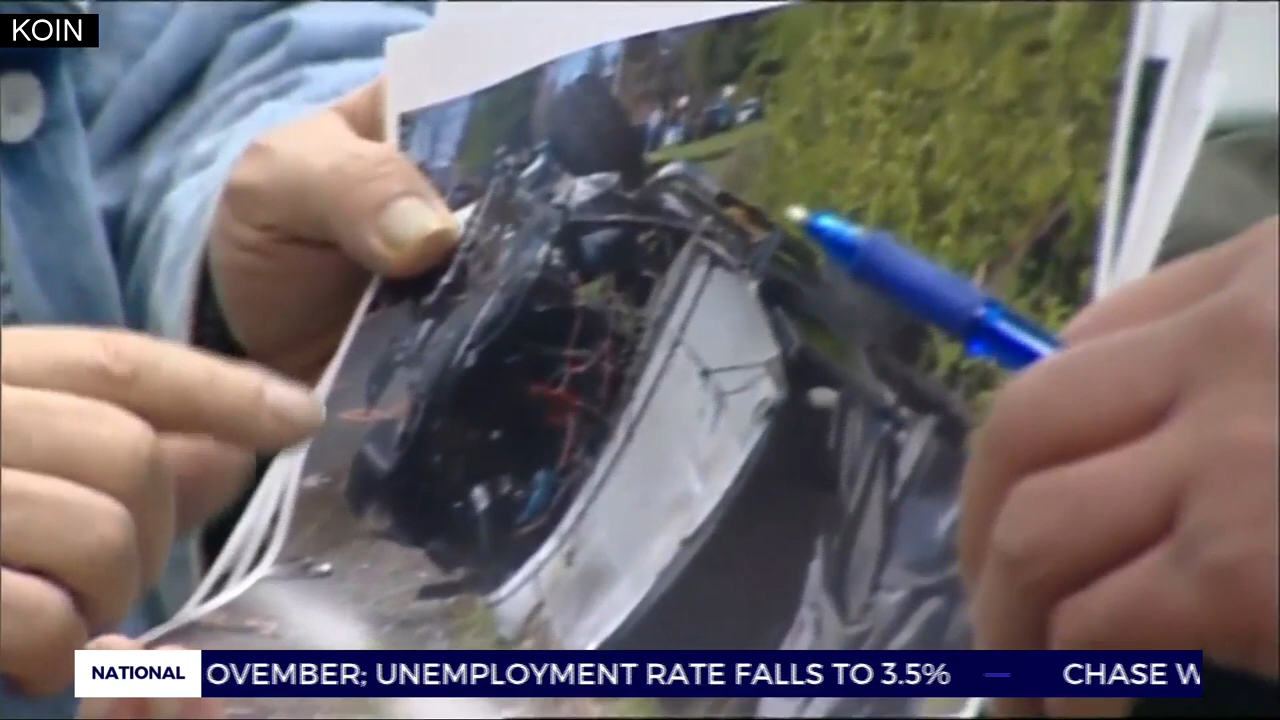 KOIN
NATIONAL
OVEMBER; UNEMPLOYMENT RATE FALLS TO 3.5% — CHASE W